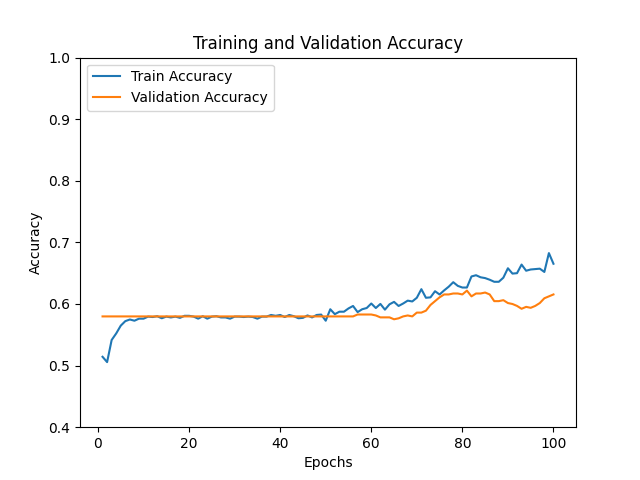 Training and Validation Accuracy
Train Accuracy
Validation Accuracy
1.0
0.9
0.8
0.7
0.6
0.5
0.4
Accuracy
0 20 40 60 80 100
Epochs